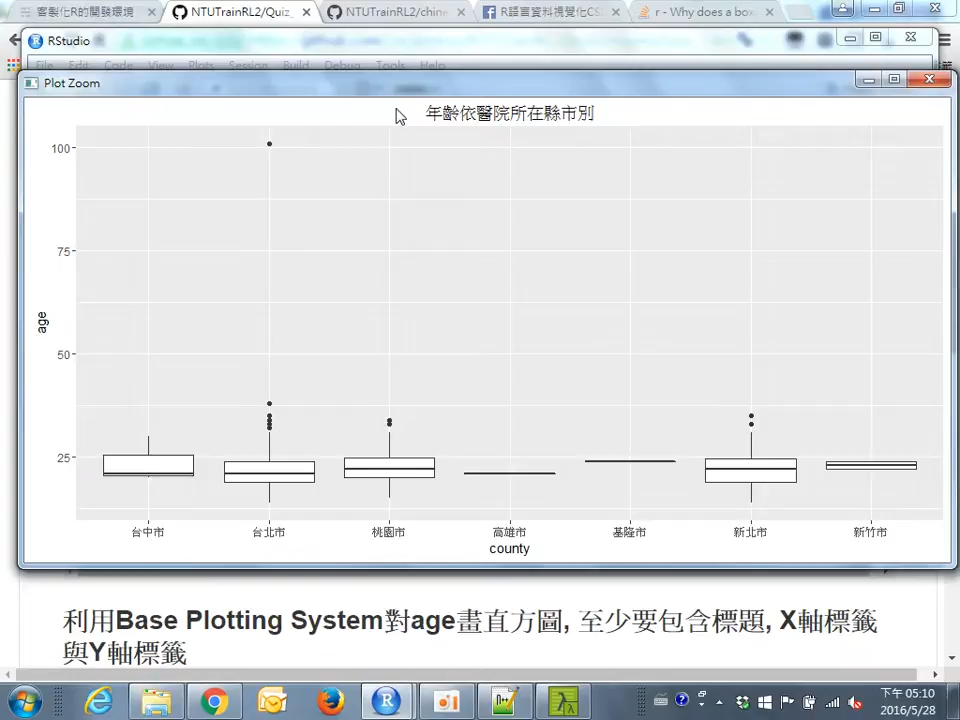 客製化R的開發環境
NTUTrainRL2/Quiz_
NTUTrainRL2/chine
R語言資料視覺化CS
r - Why does a box
RStudio
File Edit Code View Plots Session Build Debug Tools Help
Plot Zoom
年齡依醫院所在縣市別
100
75
50
25
age
台中市 台北市 桃園市 高雄市 基隆市 新北市 新竹市
county
利用Base Plotting System對age畫直方圖, 至少要包含標題, X軸標籤
與Y軸標籤
下午 05:10
2016/5/28